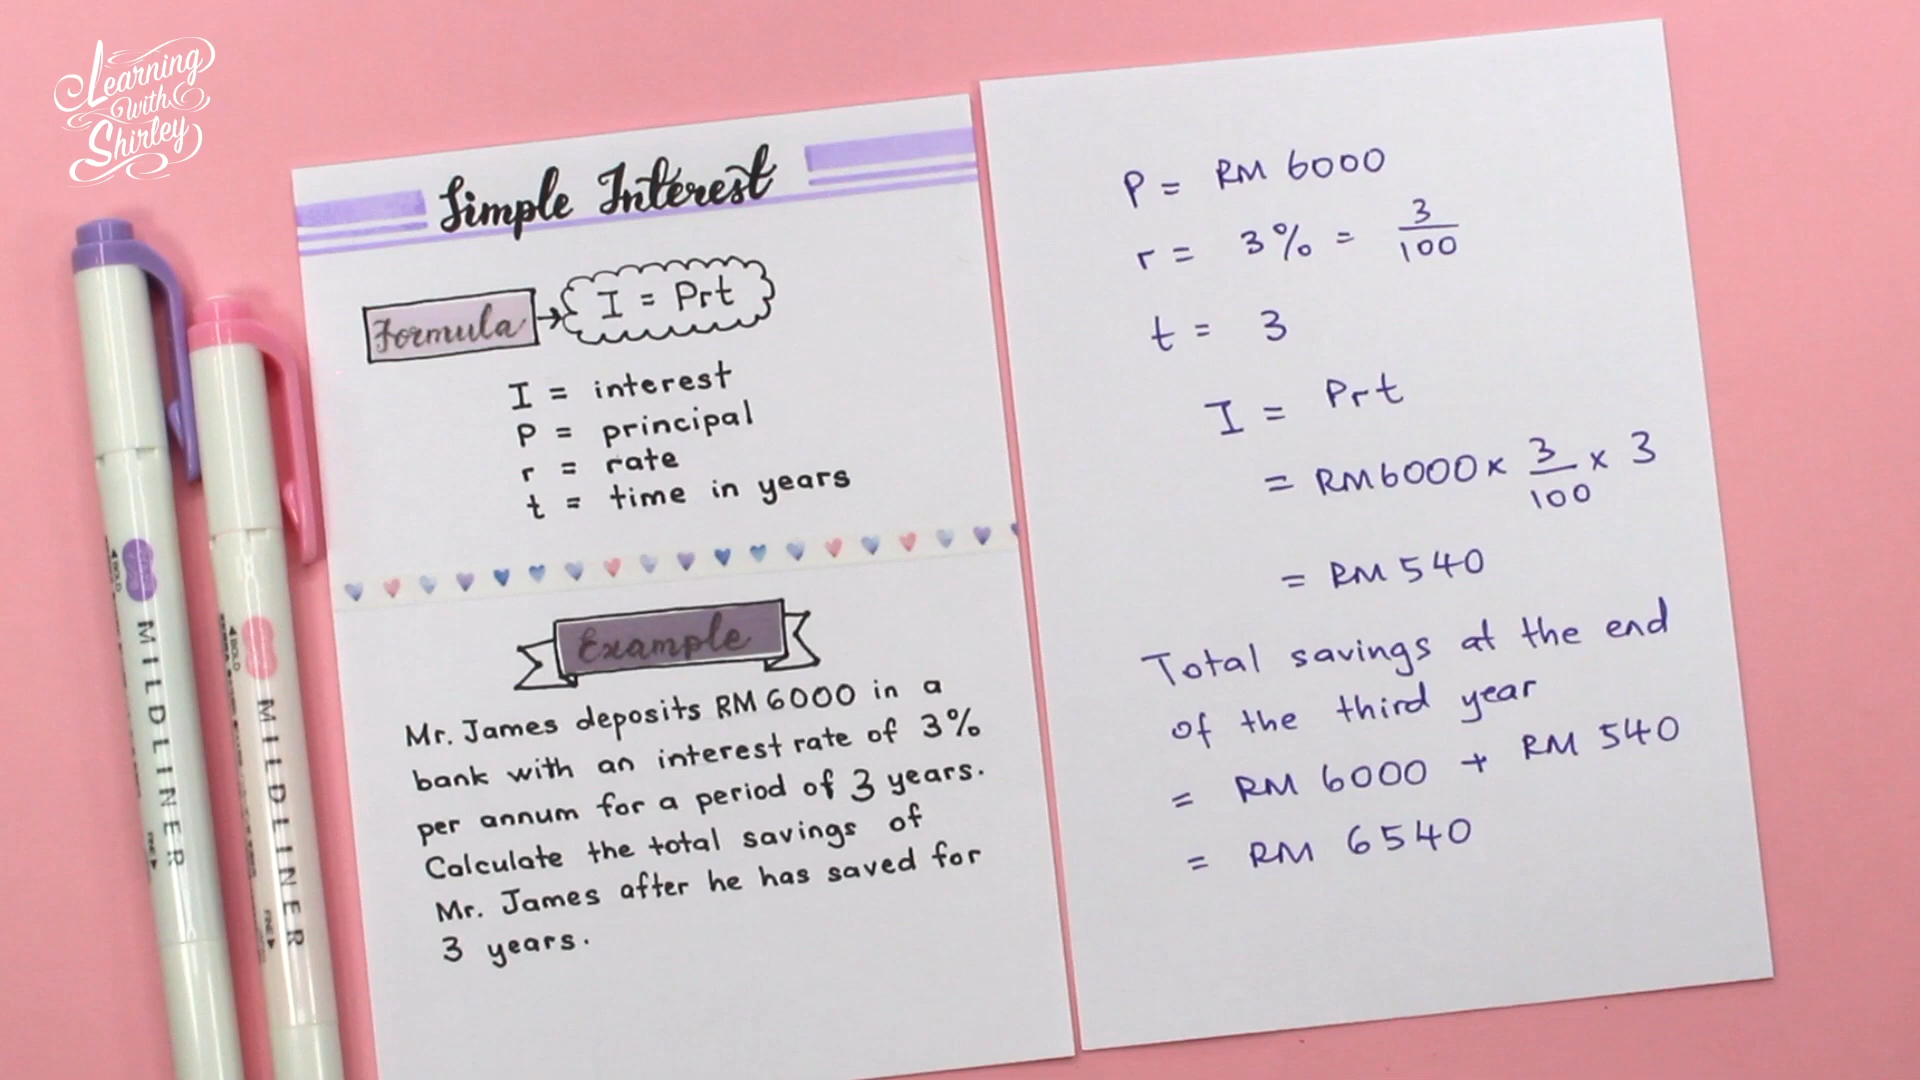 Learning
With
Shirley
Simple Interest
Formula → I = Prt
I = interest
P = principal
r = rate
t = time in years
Example
Mr. James deposits RM 6000 in a
bank with an interest rate of 3%
per annum for a period of 3 years.
Calculate the total savings of
Mr. James after he has saved for
3 years.
P = RM 6000
r = 3% = 3/100
t = 3
I = Prt
= RM6000 x 3/100 x 3
= RM 540
Total savings at the end
of the third year
= RM 6000 + RM 540
= RM 6540
BOLD
MILDLINER
FINE
BOLD
MILDLINER
FINE